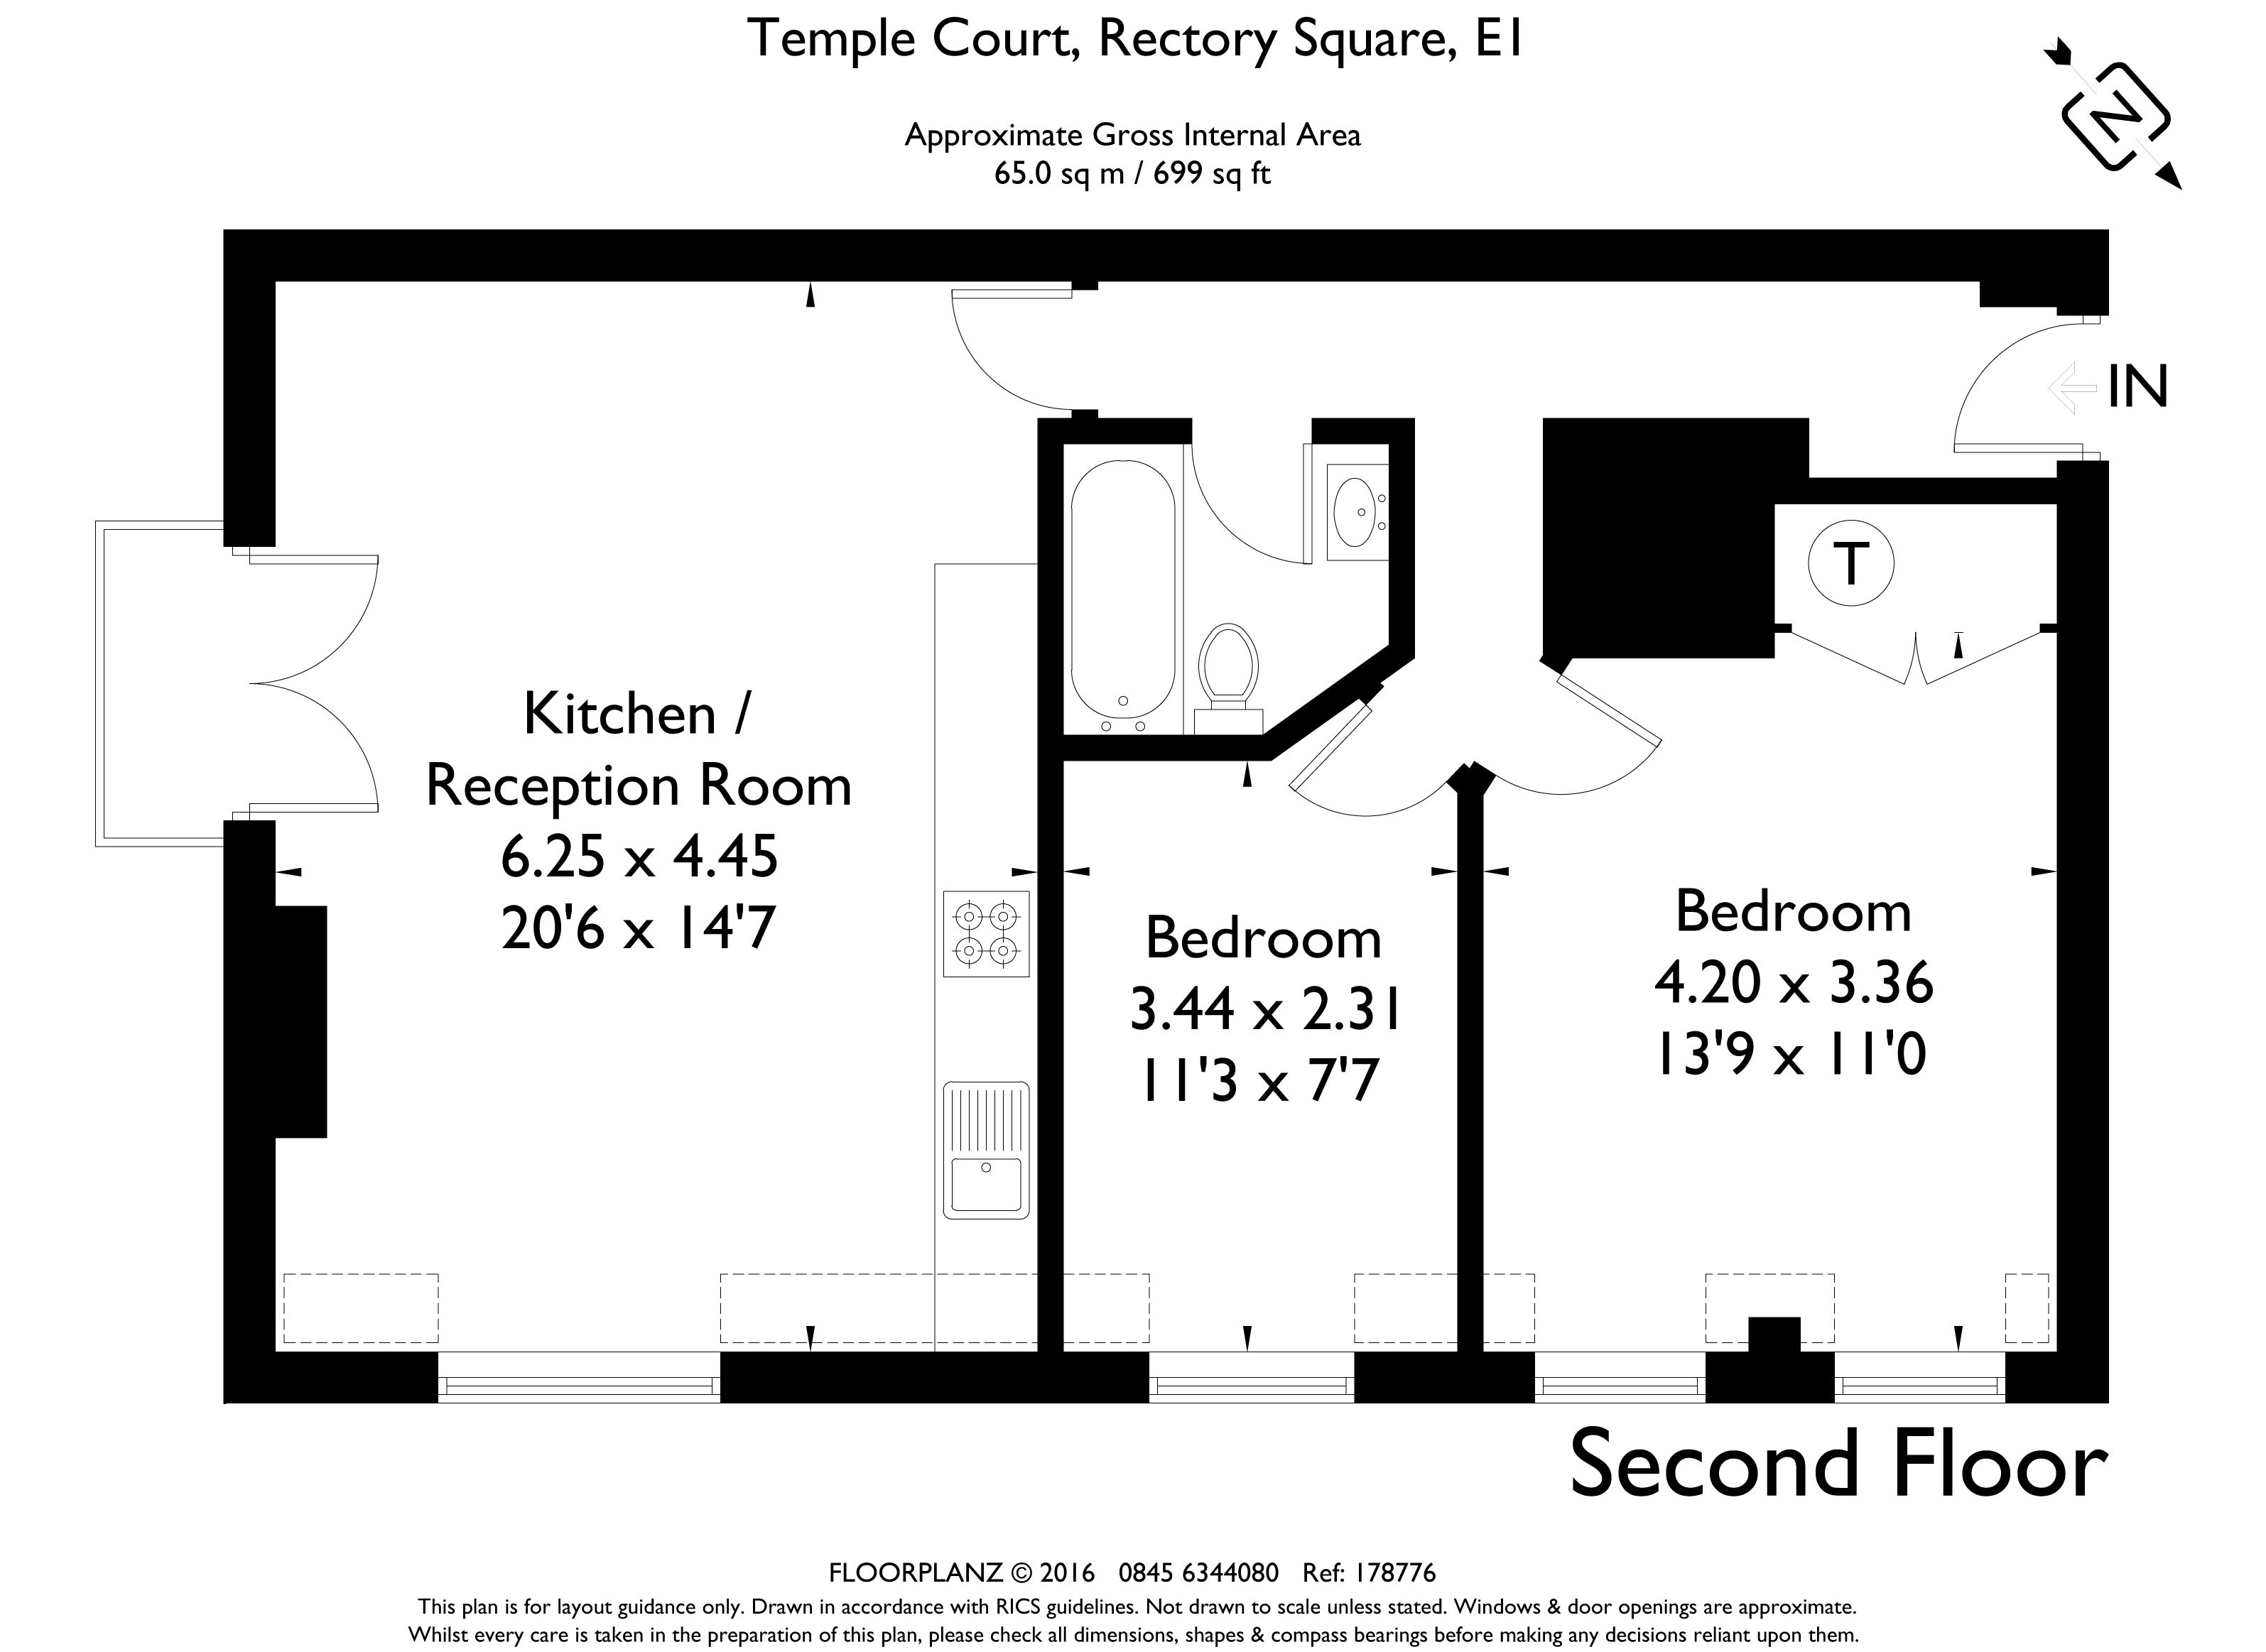 Temple Court, Rectory Square, E1
Approximate Gross Internal Area
65.0 sq m / 699 sq ft
N
IN
T
Kitchen /
Reception Room
6.25 x 4.45
20'6 x 14'7
Bedroom
3.44 x 2.31
11'3 x 7'7
Bedroom
4.20 x 3.36
13'9 x 11'0
Second Floor
FLOORPLANZ © 2016 0845 6344080 Ref: 178776
This plan is for layout guidance only. Drawn in accordance with RICS guidelines. Not drawn to scale unless stated. Windows & door openings are approximate.
Whilst every care is taken in the preparation of this plan, please check all dimensions, shapes & compass bearings before making any decisions reliant upon them.